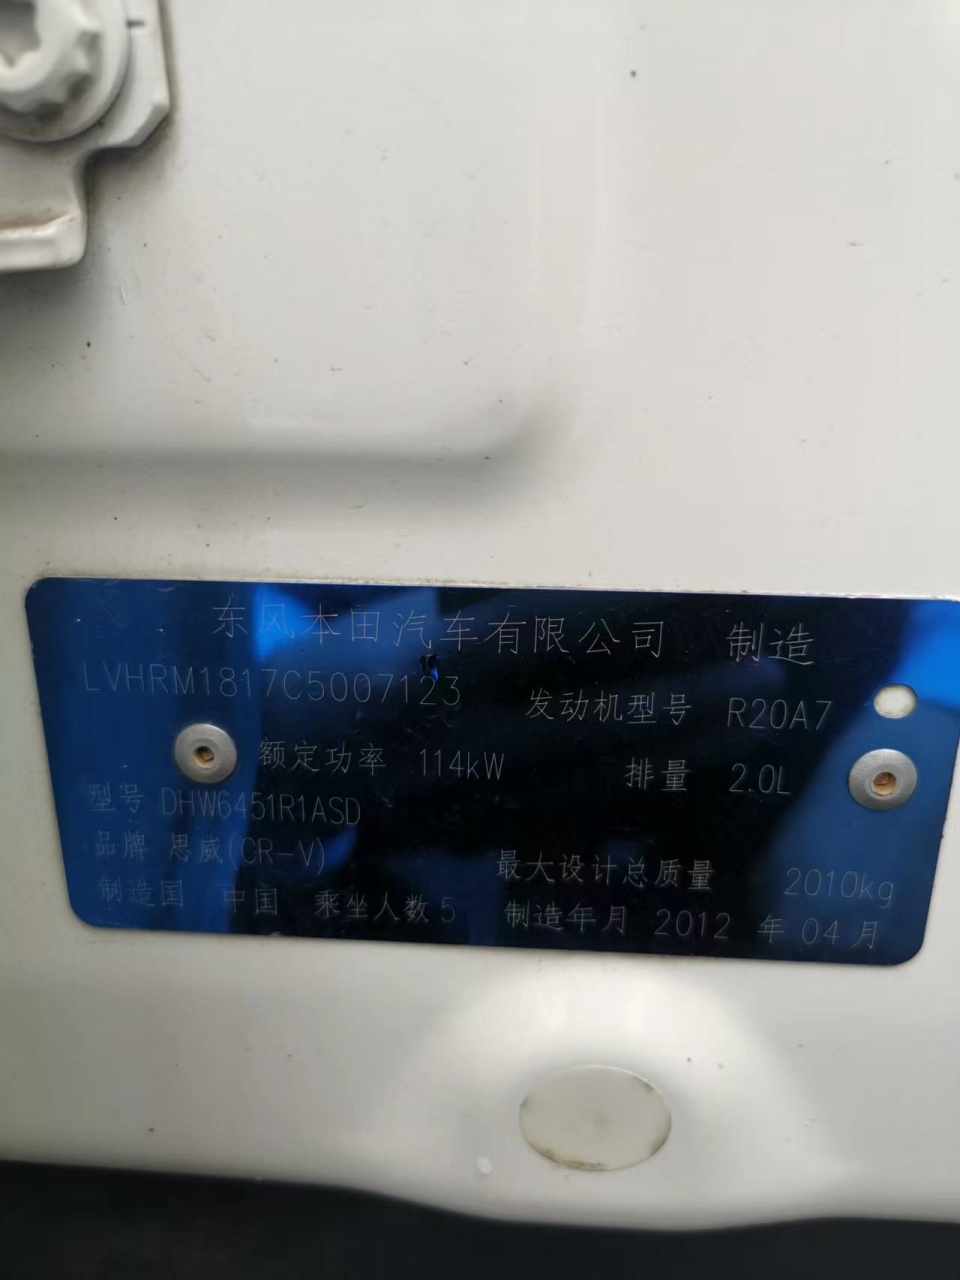 东风本田汽车有限公司 制造
LVHRM1817C5007123 发动机型号 R20A7
额定功率 114kW 排量 2.0L
型号 DHW6451R1ASD
品牌 思威(CR-V) 最大设计总质量 2010kg
制造国 中国 乘坐人数 5 制造年月 2012 年 04 月